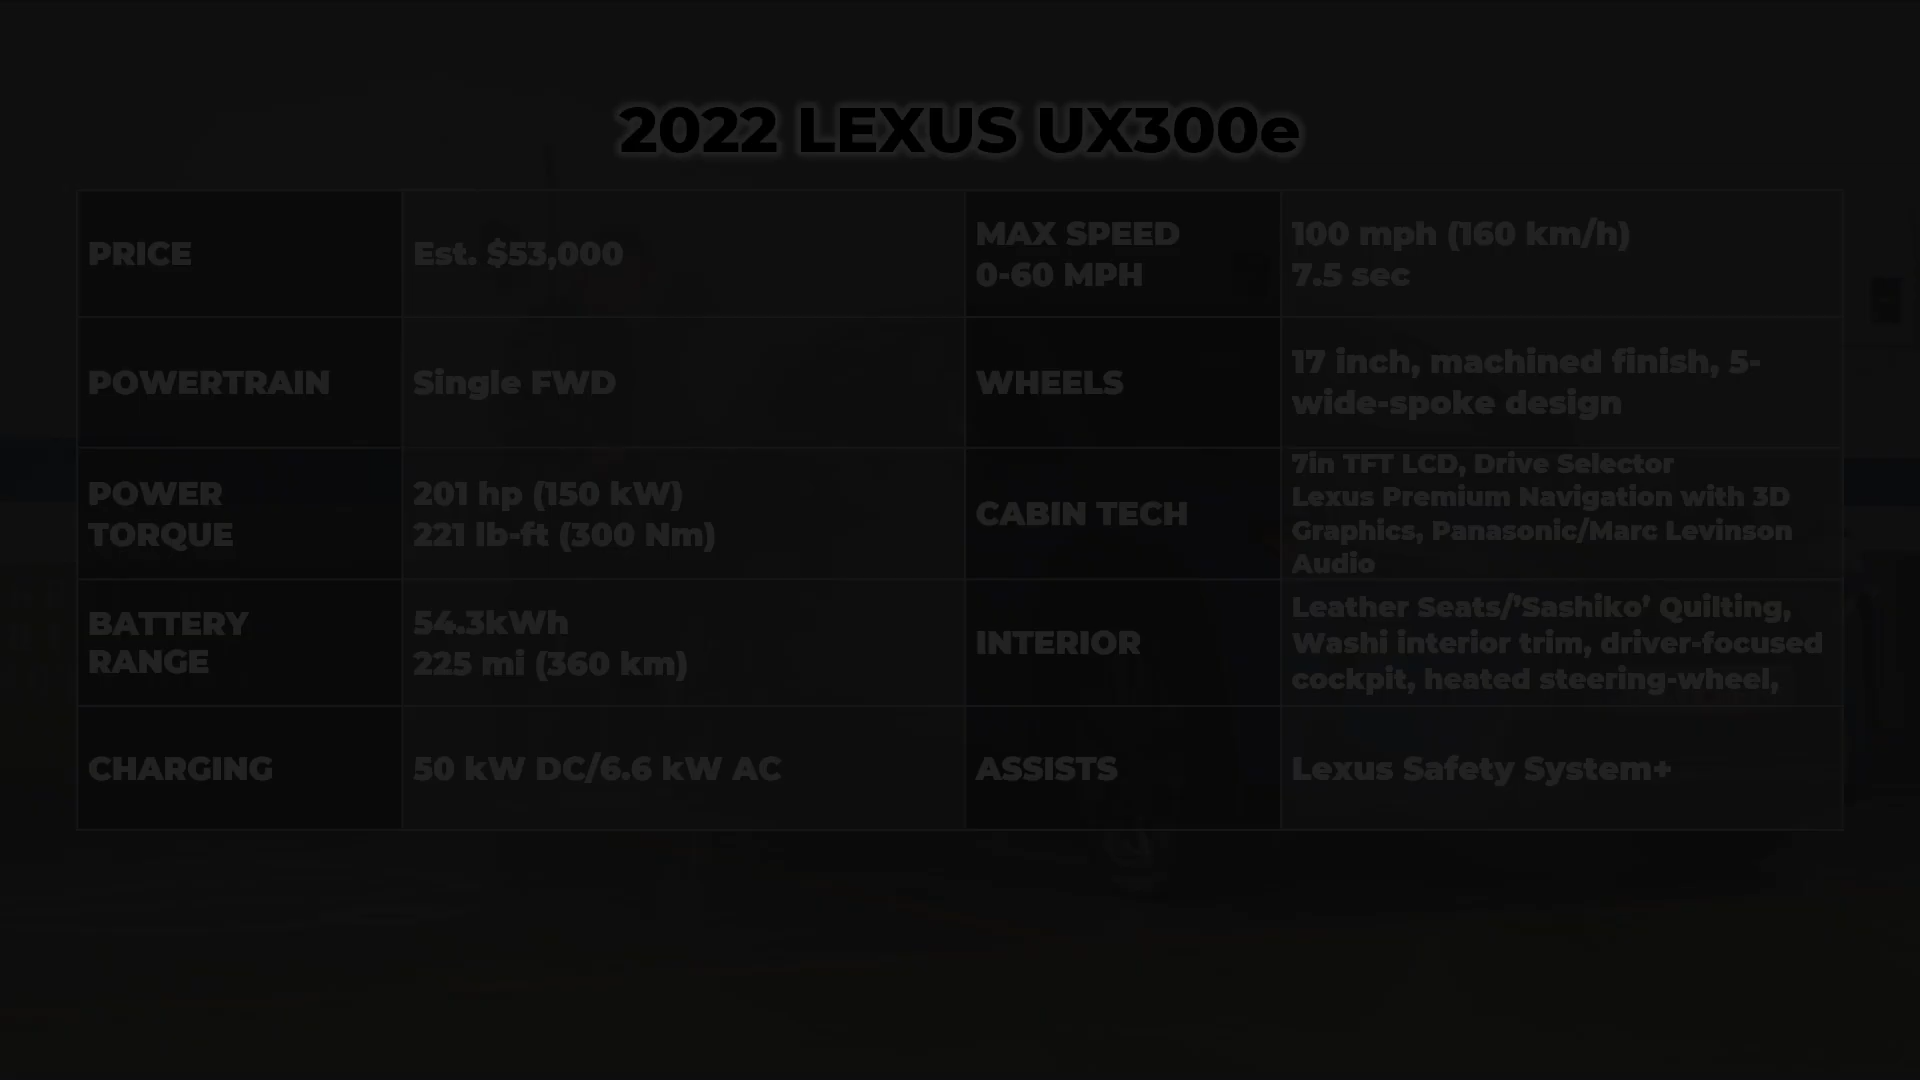 2022 LEXUS UX300e
PRICE
Est. $53,000
MAX SPEED
0-60 MPH
100 mph (160 km/h)
7.5 sec
POWERTRAIN
Single FWD
WHEELS
17 inch, machined finish, 5-
wide-spoke design
POWER
TORQUE
201 hp (150 kW)
221 lb-ft (300 Nm)
CABIN TECH
7in TFT LCD, Drive Selector
Lexus Premium Navigation with 3D
Graphics, Panasonic/Marc Levinson
Audio
BATTERY
RANGE
54.3kWh
225 mi (360 km)
INTERIOR
Leather Seats/'Sashiko' Quilting,
Washi interior trim, driver-focused
cockpit, heated steering-wheel,
CHARGING
50 kW DC/6.6 kW AC
ASSISTS
Lexus Safety System+